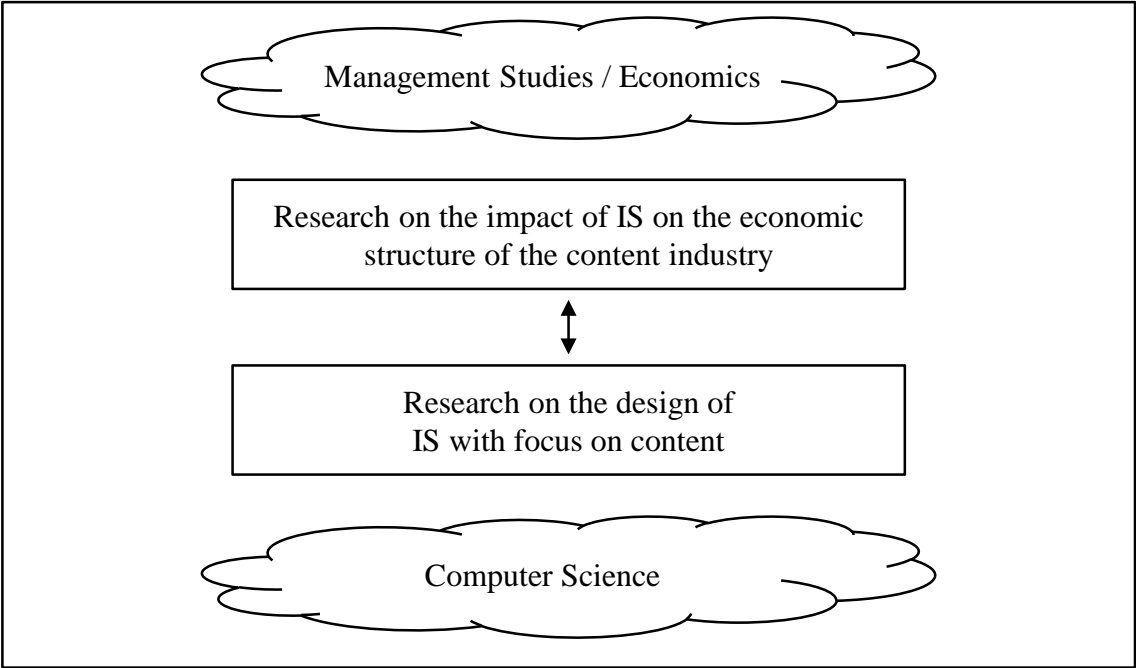 Management Studies / Economics
Research on the impact of IS on the economic
structure of the content industry
Research on the design of
IS with focus on content
Computer Science